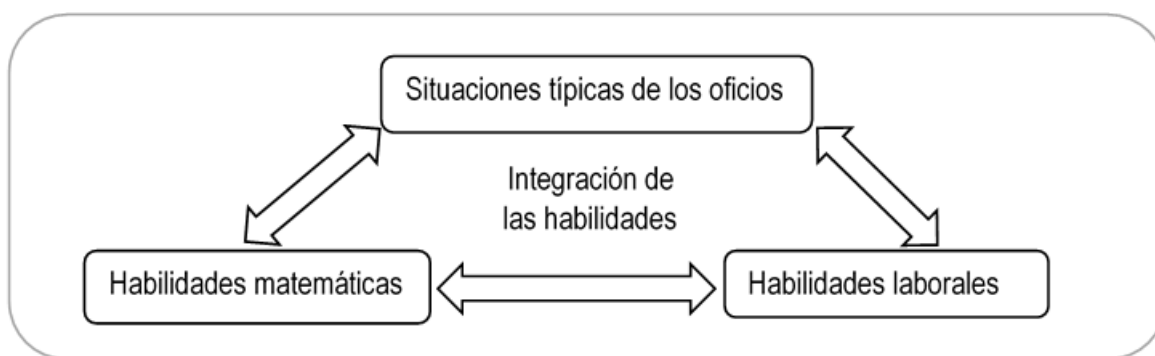 Situaciones típicas de los oficios
Integración de
las habilidades
Habilidades matemáticas
Habilidades laborales